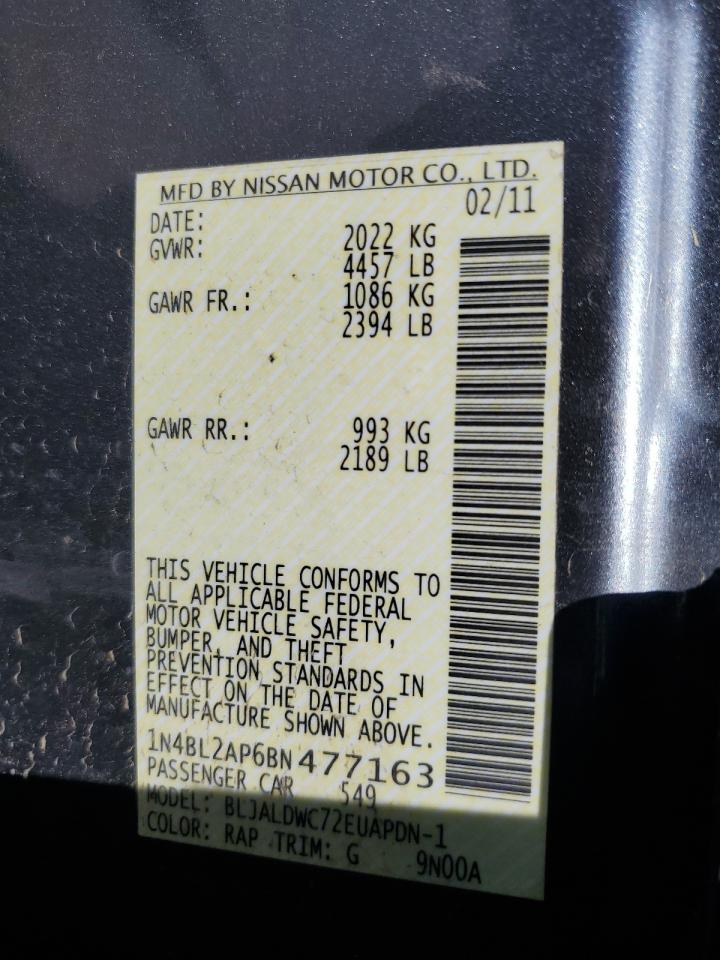 MFD BY NISSAN MOTOR CO., LTD.
DATE: 02/11
GVWR: 2022 KG
4457 LB
GAWR FR.: 1086 KG
2394 LB
GAWR RR.: 993 KG
2189 LB
THIS VEHICLE CONFORMS TO
ALL APPLICABLE FEDERAL
MOTOR VEHICLE SAFETY,
BUMPER, AND THEFT
PREVENTION STANDARDS IN
EFFECT ON THE DATE OF
MANUFACTURE SHOWN ABOVE.
1N4BL2AP6BN477163
PASSENGER CAR 549
MODEL: BLJALDWC72EUAPDN-1
COLOR: RAP TRIM: G 9N00A